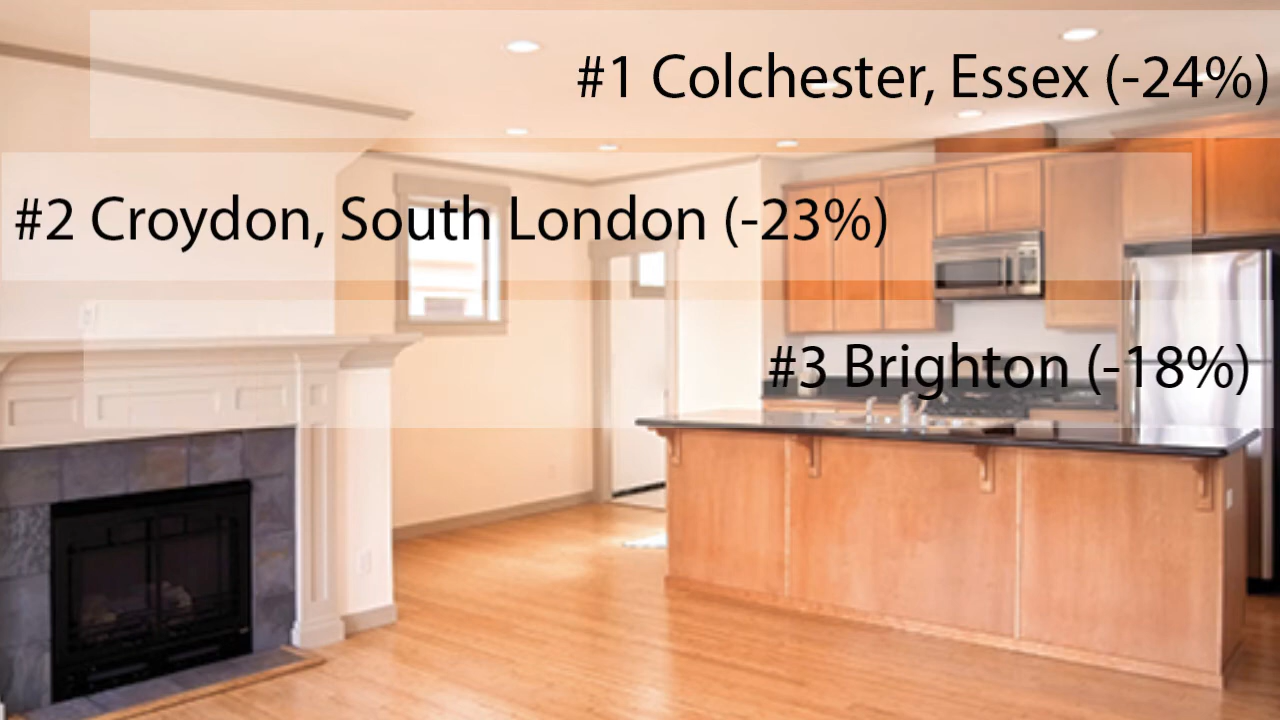 #1 Colchester, Essex (-24%)
#2 Croydon, South London (-23%)
#3 Brighton (-18%)